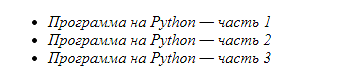 Программа на Python — часть 1
Программа на Python — часть 2
Программа на Python — часть 3